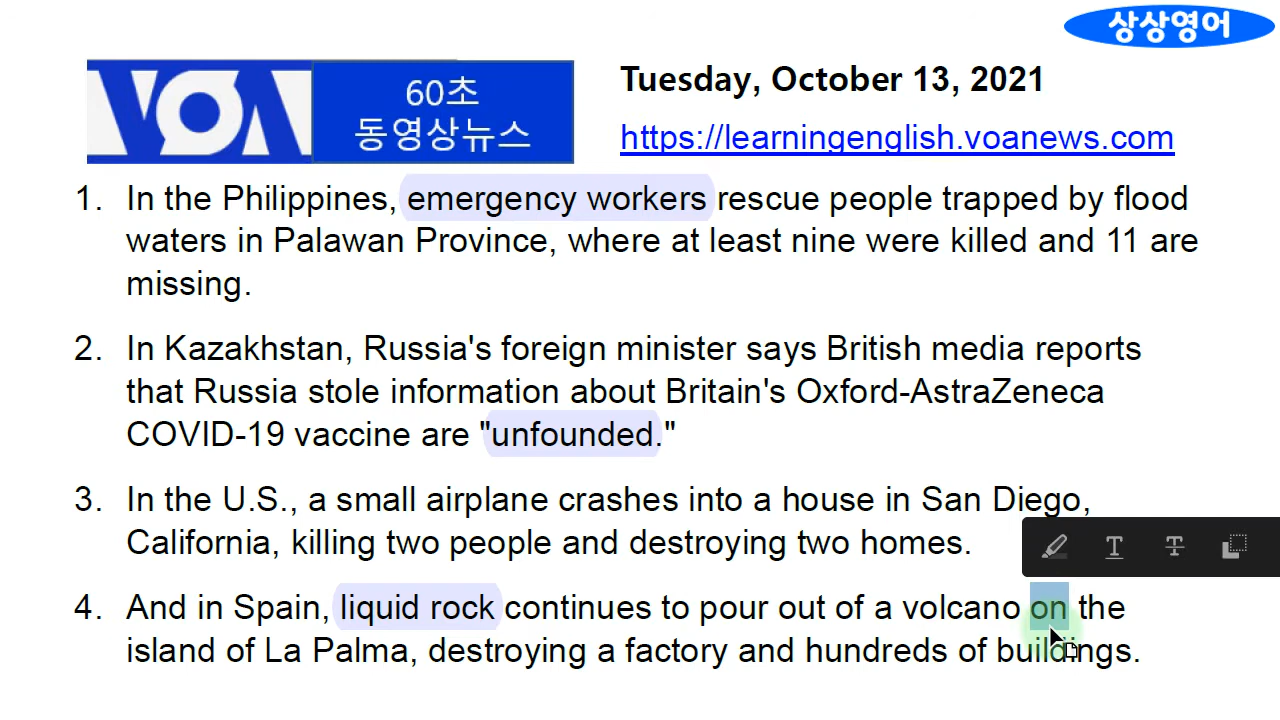 상상영어
VOA
60초
동영상뉴스
Tuesday, October 13, 2021
https://learningenglish.voanews.com
1. In the Philippines, emergency workers rescue people trapped by flood
waters in Palawan Province, where at least nine were killed and 11 are
missing.
2. In Kazakhstan, Russia's foreign minister says British media reports
that Russia stole information about Britain's Oxford-AstraZeneca
COVID-19 vaccine are "unfounded."
3. In the U.S., a small airplane crashes into a house in San Diego,
California, killing two people and destroying two homes.
4. And in Spain, liquid rock continues to pour out of a volcano on the
island of La Palma, destroying a factory and hundreds of buildings.